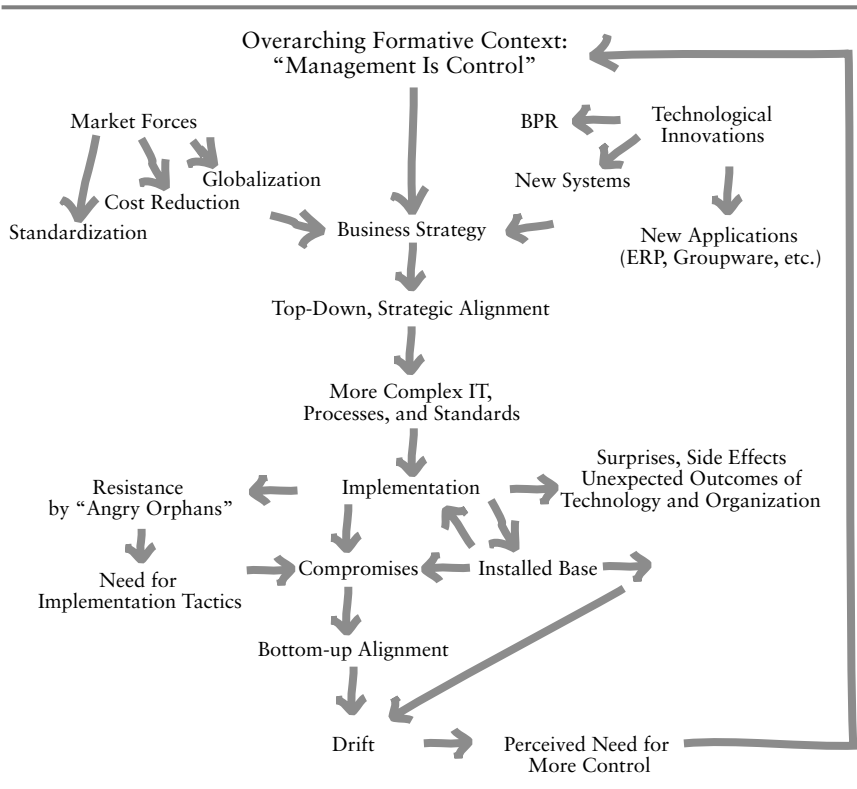 Overarching Formative Context:
“Management Is Control”
Market Forces
BPR
Technological
Innovations
Globalization
New Systems
Cost Reduction
Standardization
Business Strategy
New Applications
(ERP, Groupware, etc.)
Top-Down, Strategic Alignment
More Complex IT,
Processes, and Standards
Surprises, Side Effects
Unexpected Outcomes of
Technology and Organization
Resistance
by “Angry Orphans”
Implementation
Need for
Implementation Tactics
Compromises
Installed Base
Bottom-up Alignment
Drift
Perceived Need for
More Control